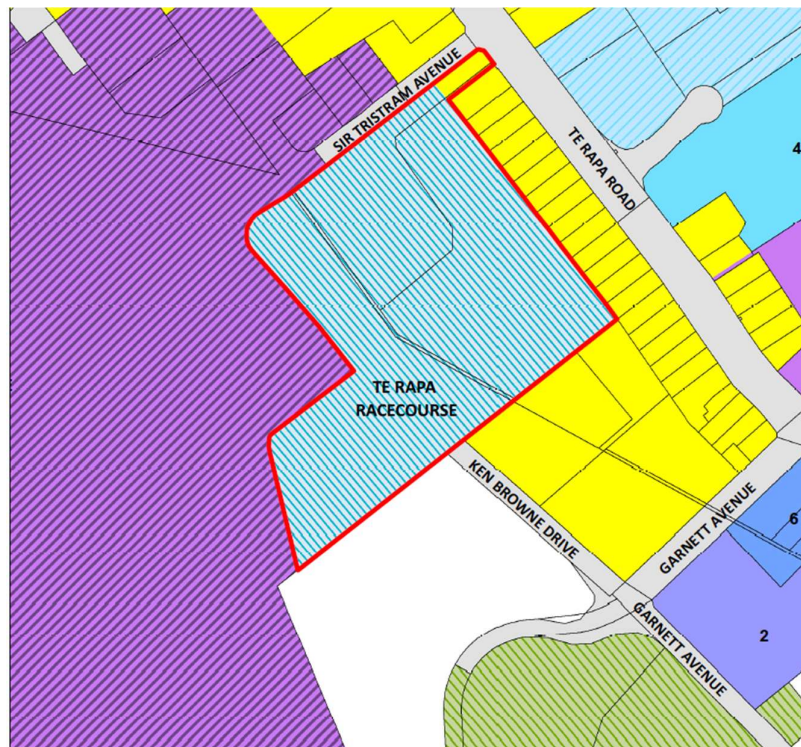 SIR TRISTRAM AVENUE
TE RAPA ROAD
4
TE RAPA
RACECOURSE
KEN BROWNE DRIVE
GARNETT AVENUE
6
GARNETT AVENUE
2